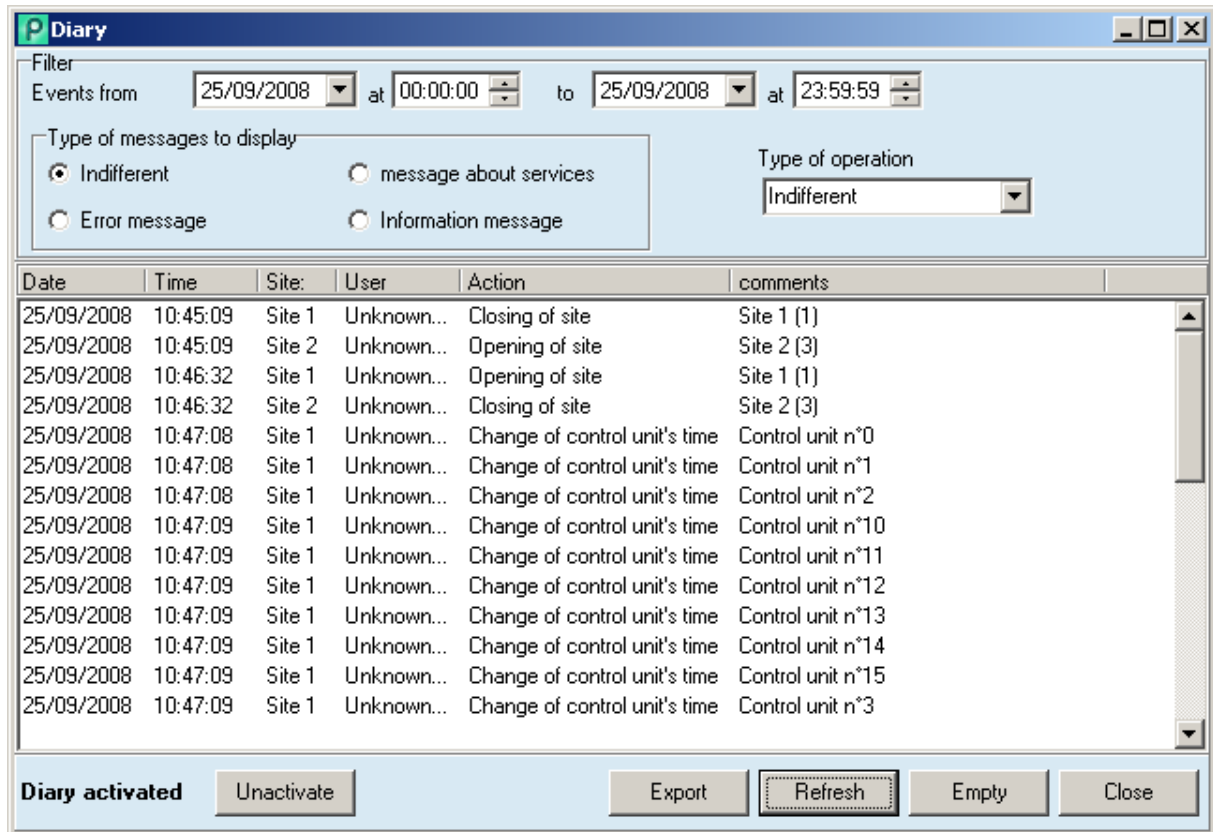 P Diary
Filter
Events from 25/09/2008 at 00:00:00 to 25/09/2008 at 23:59:59
Type of messages to display
Indifferent message about services
Error message Information message
Type of operation
Indifferent
Date Time Site: User Action comments
25/09/2008 10:45:09 Site 1 Unknown... Closing of site Site 1 (1)
25/09/2008 10:45:09 Site 2 Unknown... Opening of site Site 2 (3)
25/09/2008 10:46:32 Site 1 Unknown... Opening of site Site 1 (1)
25/09/2008 10:46:32 Site 2 Unknown... Closing of site Site 2 (3)
25/09/2008 10:47:08 Site 1 Unknown... Change of control unit's time Control unit n°0
25/09/2008 10:47:08 Site 1 Unknown... Change of control unit's time Control unit n°1
25/09/2008 10:47:08 Site 1 Unknown... Change of control unit's time Control unit n°2
25/09/2008 10:47:09 Site 1 Unknown... Change of control unit's time Control unit n°10
25/09/2008 10:47:09 Site 1 Unknown... Change of control unit's time Control unit n°11
25/09/2008 10:47:09 Site 1 Unknown... Change of control unit's time Control unit n°12
25/09/2008 10:47:09 Site 1 Unknown... Change of control unit's time Control unit n°13
25/09/2008 10:47:09 Site 1 Unknown... Change of control unit's time Control unit n°14
25/09/2008 10:47:09 Site 1 Unknown... Change of control unit's time Control unit n°15
25/09/2008 10:47:09 Site 1 Unknown... Change of control unit's time Control unit n°3
Diary activated Unactivate Export Refresh Empty Close